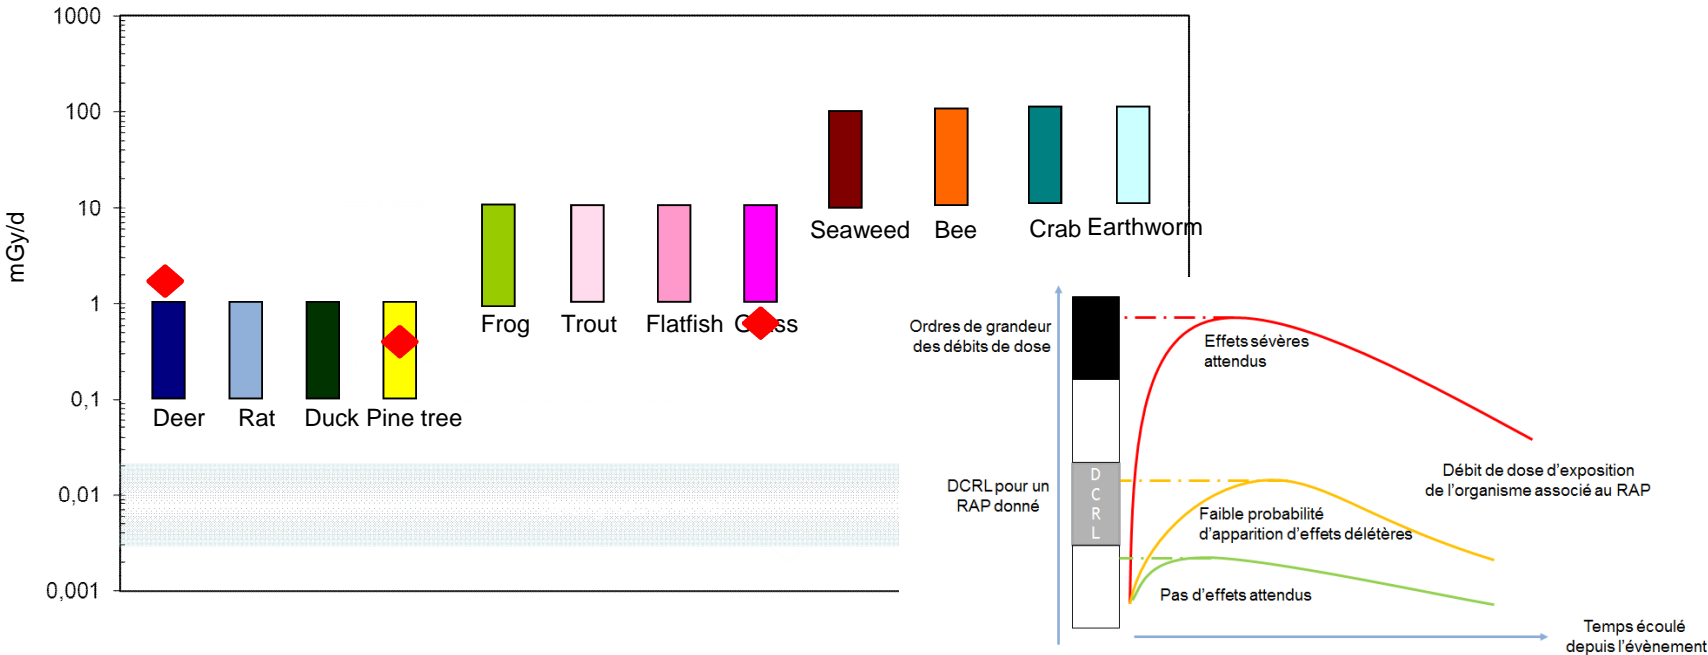 1000
100
10
1
0,1
0,01
0,001
mGy/d
Deer
Rat
Duck
Pine tree
Frog
Trout
Flatfish
Seaweed
Bee
Crab
Earthworm
Ordres de grandeur
des débits de dose
DCRL pour un
RAP donné
D
C
R
L
Effets sévères
attendus
Faible probabilité
d'apparition d'effets délétères
Pas d'effets attendus
Débit de dose d'exposition
de l'organisme associé au RAP
Temps écoulé
depuis l'évènement